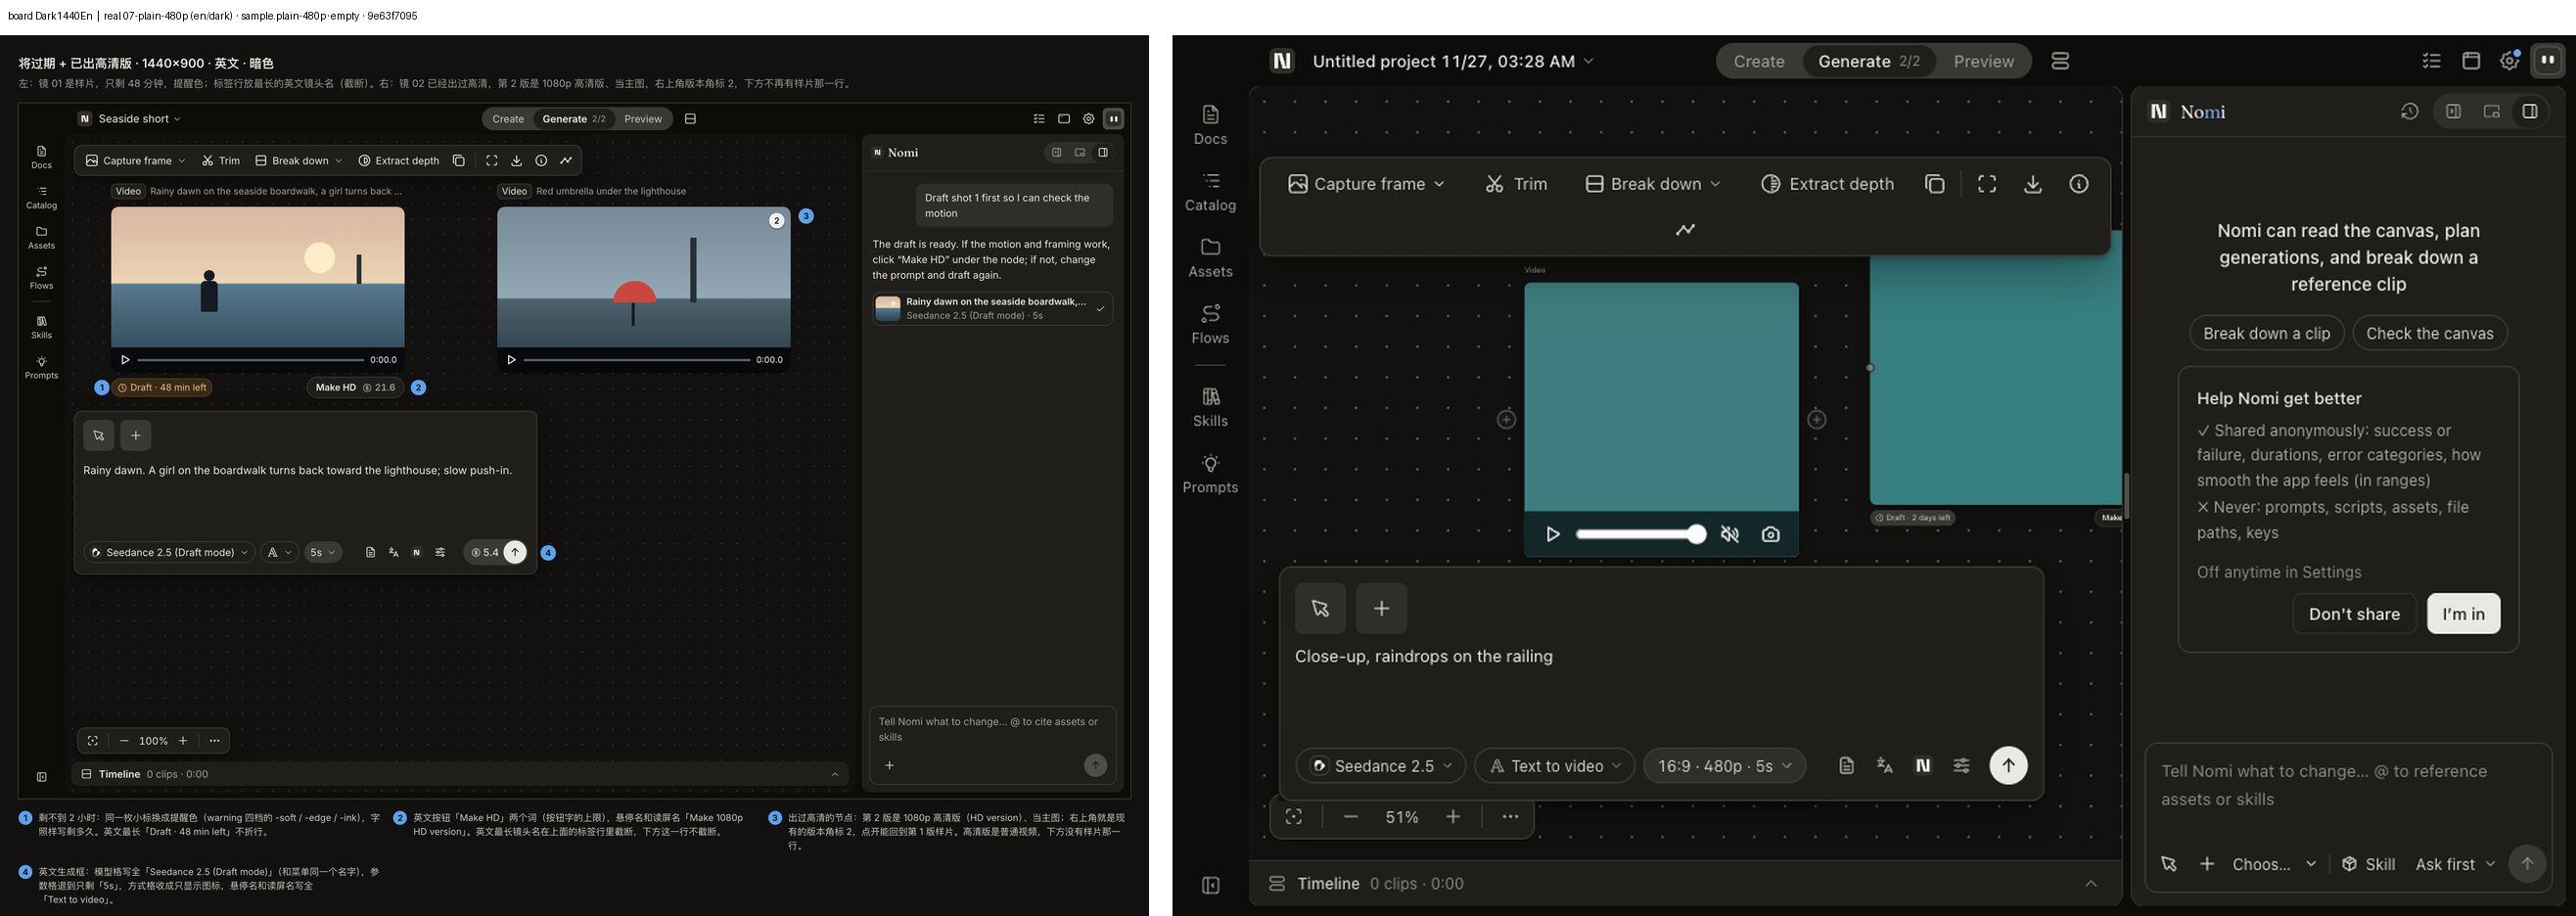 board Dark1440En | real 07-plain-480p (en/dark) · sample.plain-480p·empty · 9e63f7095
将过期 + 已出高清版 · 1440×900 · 英文 · 暗色
左：镜 01 是样片，只剩 48 分钟，提醒色；标签行放最长的英文镜头名（截断）。右：镜 02 已经出过高清，第 2 版是 1080p 高清版、当主图，右上角版本角标 2，下方不再有样片那一行。
Seaside short
Create Generate 2/2 Preview
Docs
Catalog
Assets
Flows
Skills
Prompts
Capture frame Trim Break down Extract depth
Video Rainy dawn on the seaside boardwalk, a girl turns back ...
Video Red umbrella under the lighthouse
2
3
0:00.0
0:00.0
1 Draft · 48 min left
Make HD 21.6 2
Rainy dawn. A girl on the boardwalk turns back toward the lighthouse; slow push-in.
Seedance 2.5 (Draft mode) 5s N 5.4 4
100%
Timeline 0 clips · 0:00
N Nomi
Draft shot 1 first so I can check the
motion
The draft is ready. If the motion and framing work,
click “Make HD” under the node; if not, change
the prompt and draft again.
Rainy dawn on the seaside boardwalk,...
Seedance 2.5 (Draft mode) · 5s
Tell Nomi what to change... @ to cite assets or
skills
1 剩不到 2 小时：同一枚小标换成提醒色（warning 四档的 -soft / -edge / -ink），字
照样写剩多久。英文最长「Draft · 48 min left」不折行。
2 英文按钮「Make HD」两个词（按钮字的上限），悬停名和读屏名「Make 1080p
HD version」。英文最长镜头名在上面的标签行里截断，下方这一行不截断。
3 出过高清的节点：第 2 版是 1080p 高清版（HD version）、当主图；右上角就是现
有的版本角标 2，点开能回到第 1 版样片。高清版是普通视频，下方没有样片那一
行。
4 英文生成框：模型格写全「Seedance 2.5 (Draft mode)」（和菜单同一个名字），参
数格退到只剩「5s」，方式格收成只显示图标，悬停名和读屏名写全
「Text to video」。
N Untitled project 11/27, 03:28 AM
Create Generate 2/2 Preview
Docs
Catalog
Assets
Flows
Skills
Prompts
Capture frame Trim Break down Extract depth
Video
Draft · 2 days left
Make
Close-up, raindrops on the railing
Seedance 2.5 Text to video 16:9 · 480p · 5s N
51%
Timeline 0 clips · 0:00
N Nomi
Nomi can read the canvas, plan
generations, and break down a
reference clip
Break down a clip Check the canvas
Help Nomi get better
✓ Shared anonymously: success or
failure, durations, error categories, how
smooth the app feels (in ranges)
✕ Never: prompts, scripts, assets, file
paths, keys
Off anytime in Settings
Don't share I'm in
Tell Nomi what to change... @ to reference
assets or skills
Choos... Skill Ask first